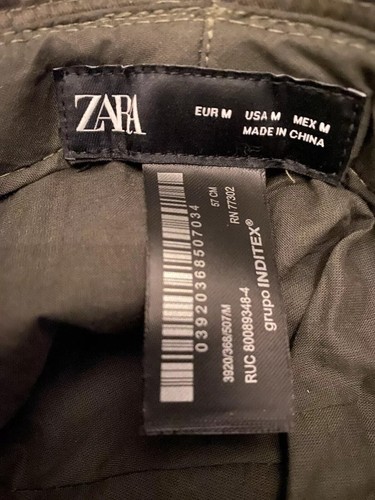 ZARA
EUR M USA M MEX M
MADE IN CHINA
03920368507034
57 CM
RN 77302
3920/368/507/M
RUC 80089348-4
grupo INDITEX®